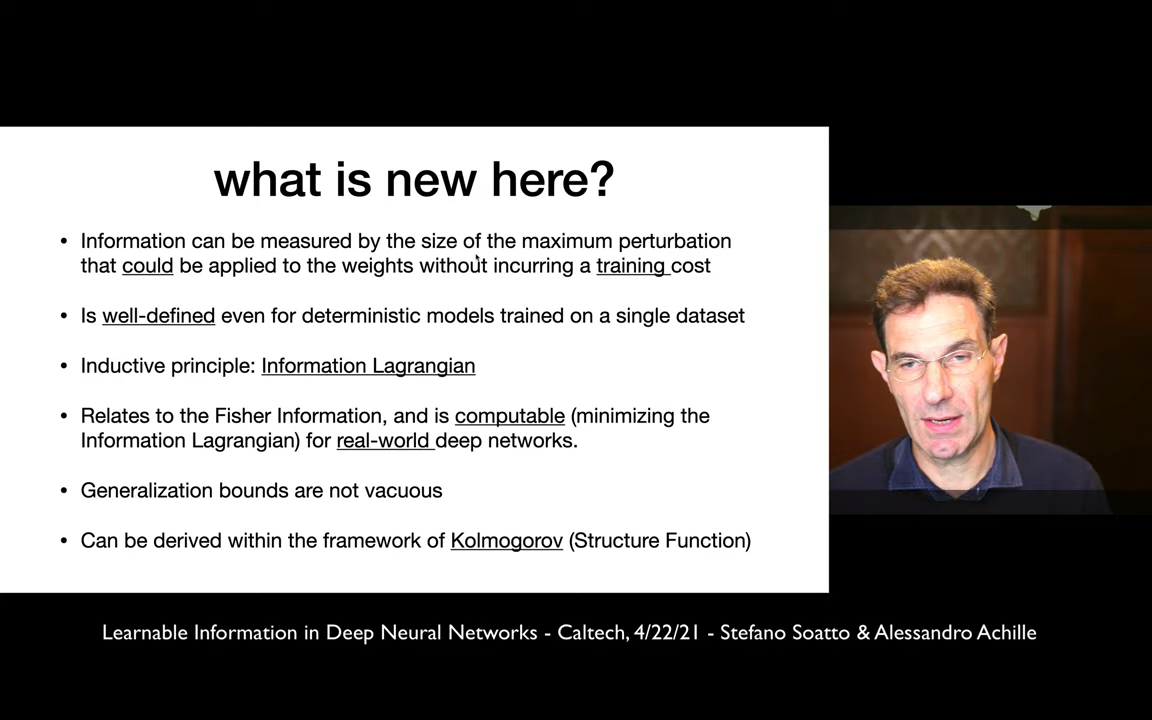 what is new here?
• Information can be measured by the size of the maximum perturbation
that could be applied to the weights without incurring a training cost
• Is well-defined even for deterministic models trained on a single dataset
• Inductive principle: Information Lagrangian
• Relates to the Fisher Information, and is computable (minimizing the
Information Lagrangian) for real-world deep networks.
• Generalization bounds are not vacuous
• Can be derived within the framework of Kolmogorov (Structure Function)
Learnable Information in Deep Neural Networks - Caltech, 4/22/21 - Stefano Soatto & Alessandro Achille